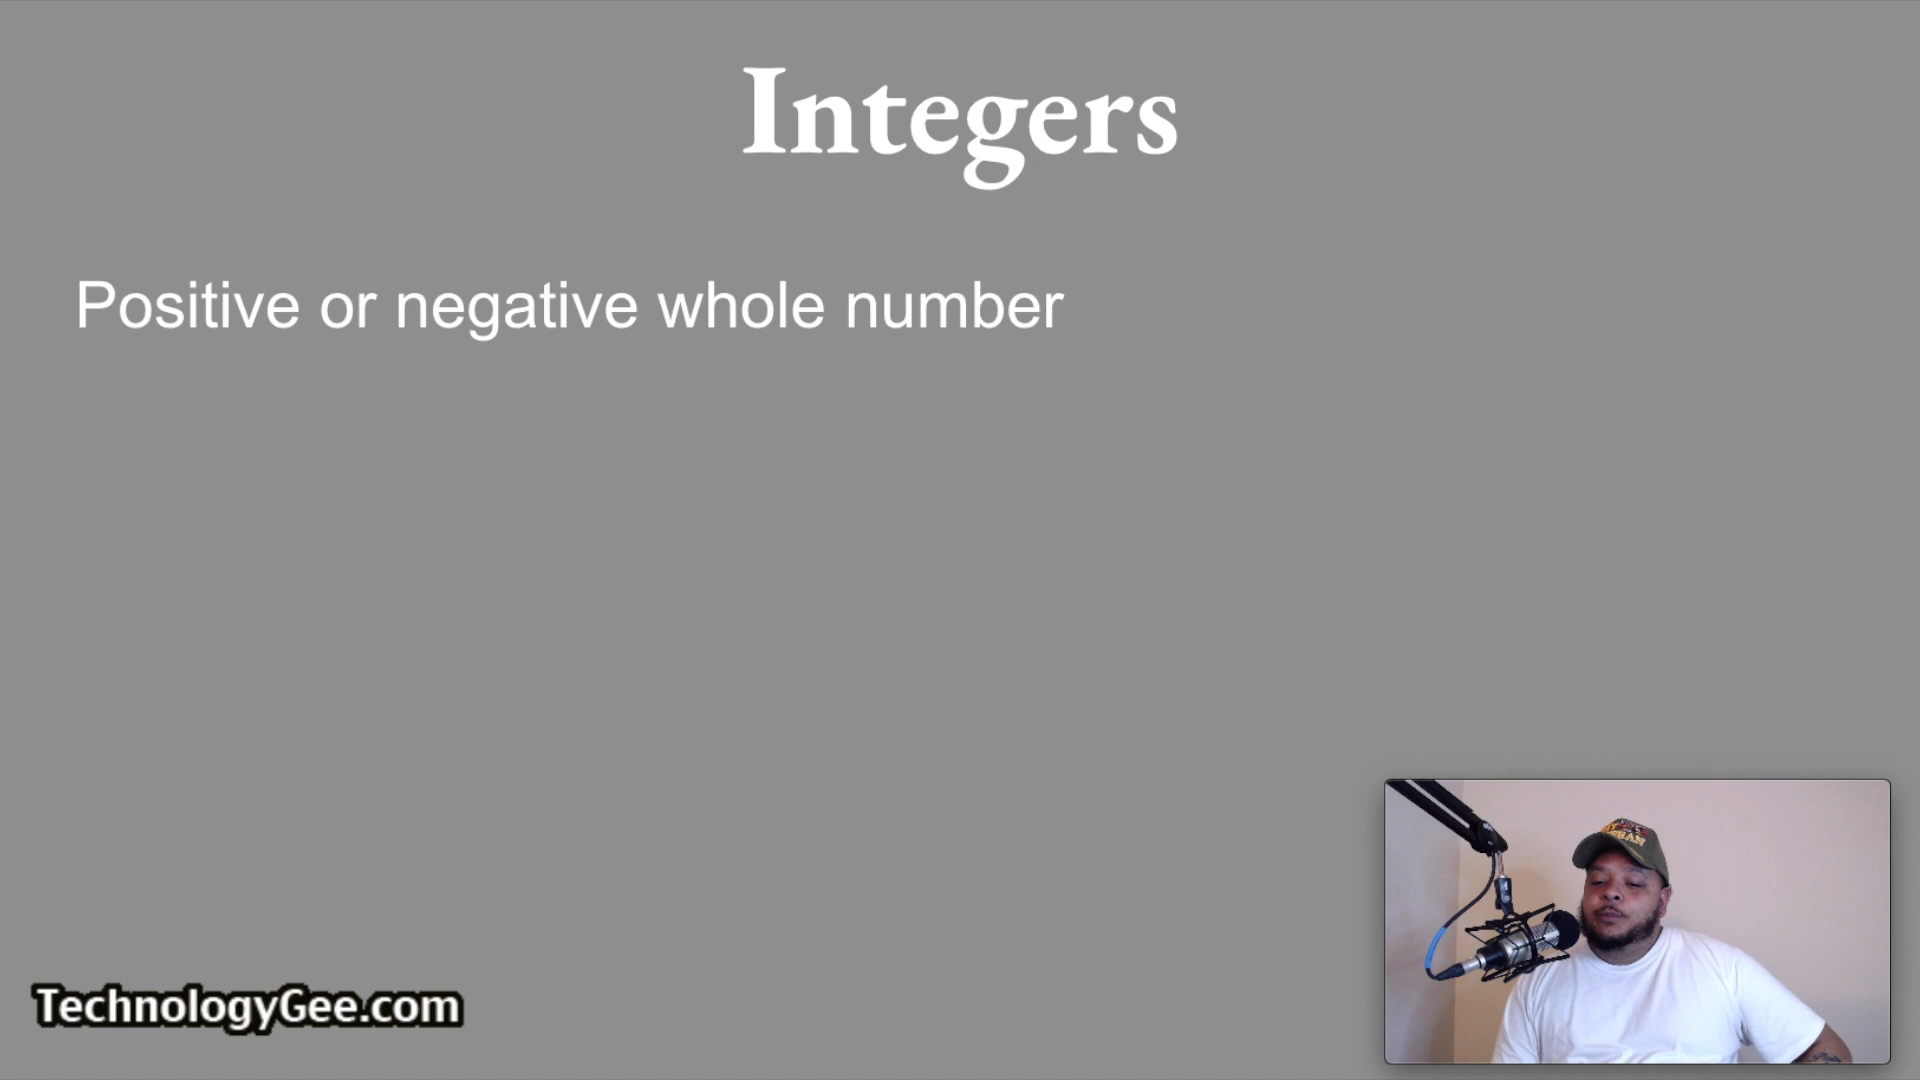 Integers
Positive or negative whole number
TechnologyGee.com